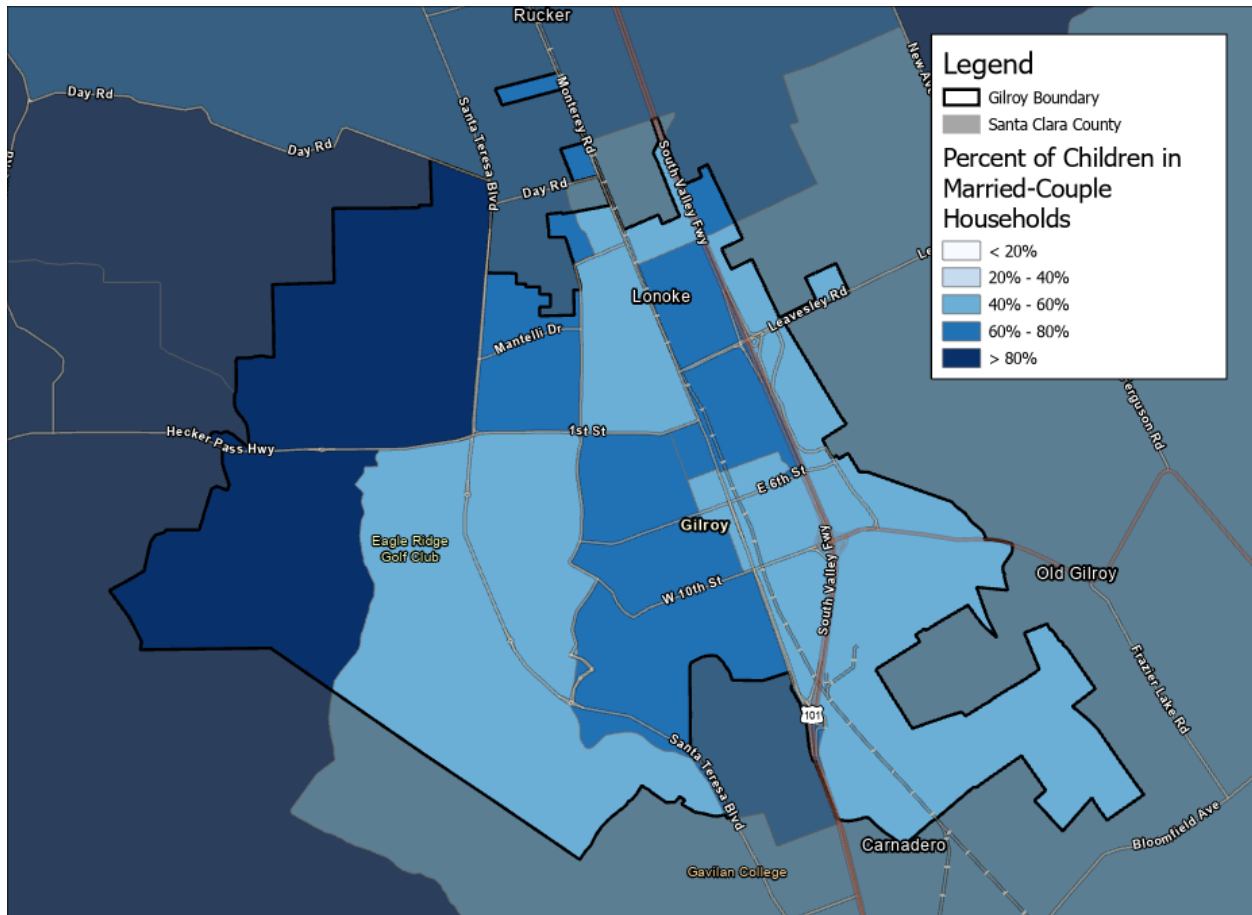 Rucker
Day Rd
Santa Teresa Blvd
Monterey Rd
New Ave
Day Rd
South Valley Fwy
Day Rd
Lonoke
Leavesley Rd
Mantelli Dr
Ferguson Rd
Hecker Pass Hwy
1st St
E 6th St
Gilroy
Eagle Ridge
Golf Club
W 10th St
South Valley Fwy
Old Gilroy
Frazier Lake Rd
101
Santa Teresa Blvd
Carnadero
Bloomfield Ave
Gavilan College
Legend
Gilroy Boundary
Santa Clara County
Percent of Children in
Married-Couple
Households
< 20%
20% - 40%
40% - 60%
60% - 80%
> 80%